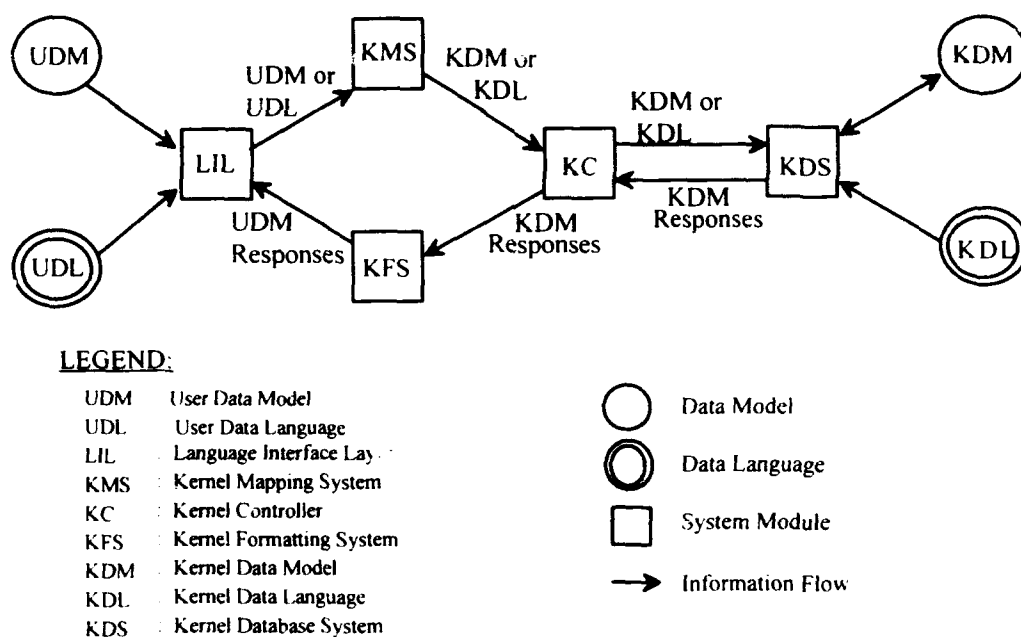 UDM
KMS
KDM
UDM or
UDL
KDM or
KDL
KDM or
KDL
LIL
KC
KDS
UDM
Responses
KDM
Responses
KDM
Responses
UDL
KFS
KDL
LEGEND:
UDM User Data Model
UDL User Data Language
LIL Language Interface
KMS : Kernel Mapping System
KC : Kernel Controller
KFS : Kernel Formatting System
KDM : Kernel Data Model
KDL : Kernel Data Language
KDS : Kernel Database System
Data Model
Data Language
System Module
Information Flow